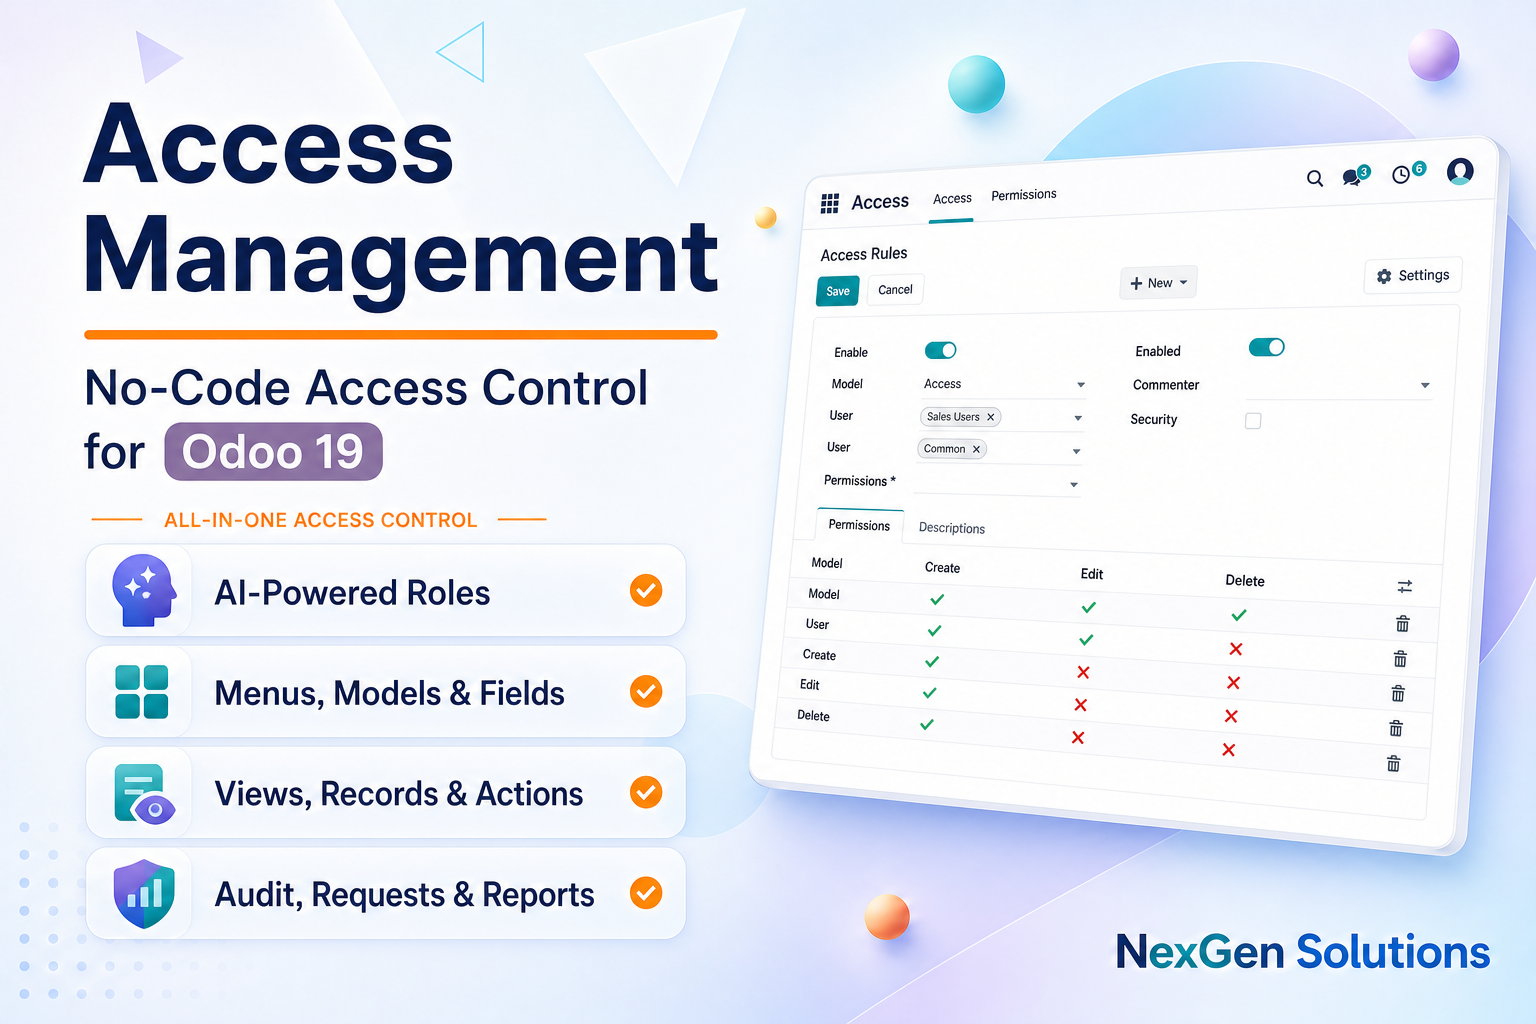 Access
Management
No-Code Access Control
for Odoo 19
ALL-IN-ONE ACCESS CONTROL
AI-Powered Roles
Menus, Models & Fields
Views, Records & Actions
Audit, Requests & Reports
Access Access Permissions 3 6
Access Rules
Save Cancel New Settings
Enable Enabled
Model Access Commenter
User Sales Users Security
User Common
Permissions *
Permissions Descriptions
Model Create Edit Delete
Model
User
Create
Edit
Delete
NexGen Solutions